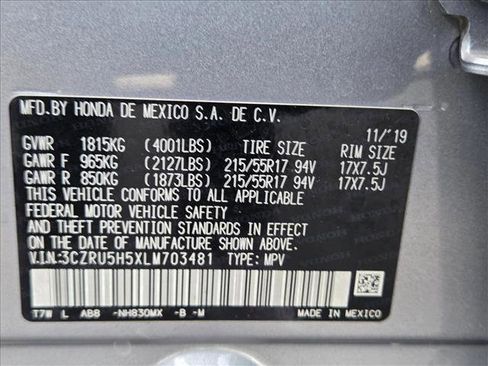 MFD.BY HONDA DE MEXICO S.A. DE C.V.
11/'19
GVWR 1815KG (4001LBS) TIRE SIZE RIM SIZE
GAWR F 965KG (2127LBS) 215/55R17 94V 17X7.5J
GAWR R 850KG (1873LBS) 215/55R17 94V 17X7.5J
THIS VEHICLE CONFORMS TO ALL APPLICABLE
FEDERAL MOTOR VEHICLE SAFETY
AND THEFT PREVENTION STANDARDS IN EFFECT ON
THE DATE OF MANUFACTURE SHOWN ABOVE.
V.I.N:3CZRU5H5XLM703481 TYPE: MPV
T7W L ABB -NH830MX -B -M MADE IN MEXICO